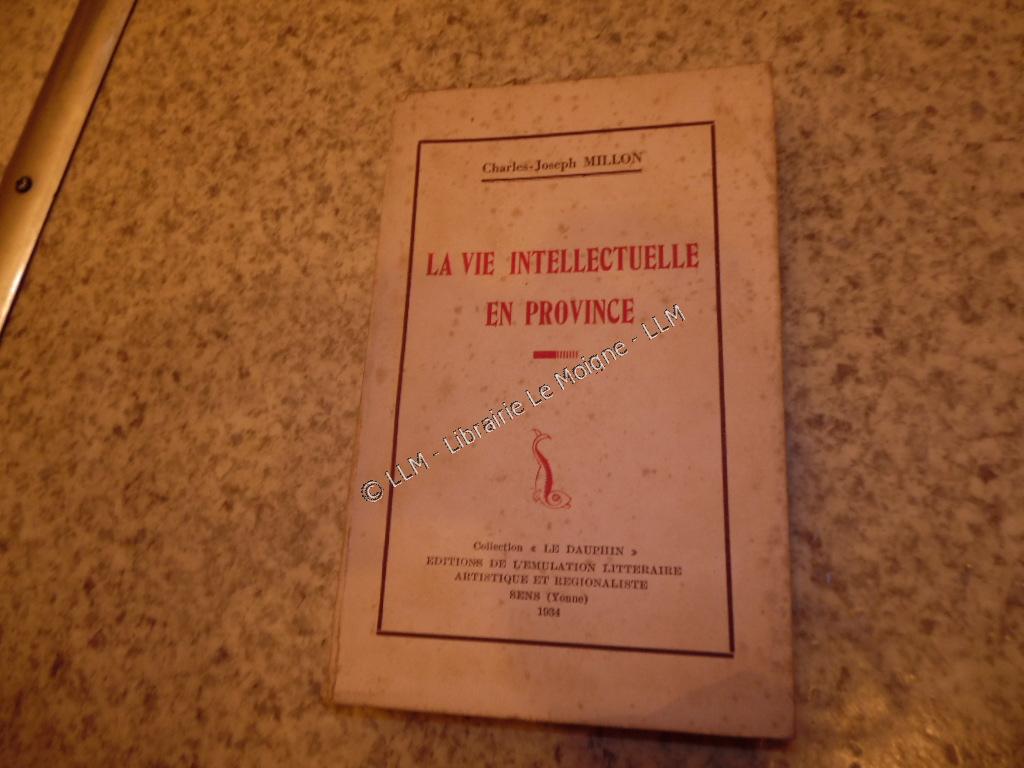 Charles-Joseph MILLON
LA VIE INTELLECTUELLE
EN PROVINCE
© LLM - Librairie Le Moigne - LLM
Collection « LE DAUPHIN »
EDITIONS DE L'EMULATION LITTERAIRE
ARTISTIQUE ET REGIONALISTE
SENS (Yonne)
1934